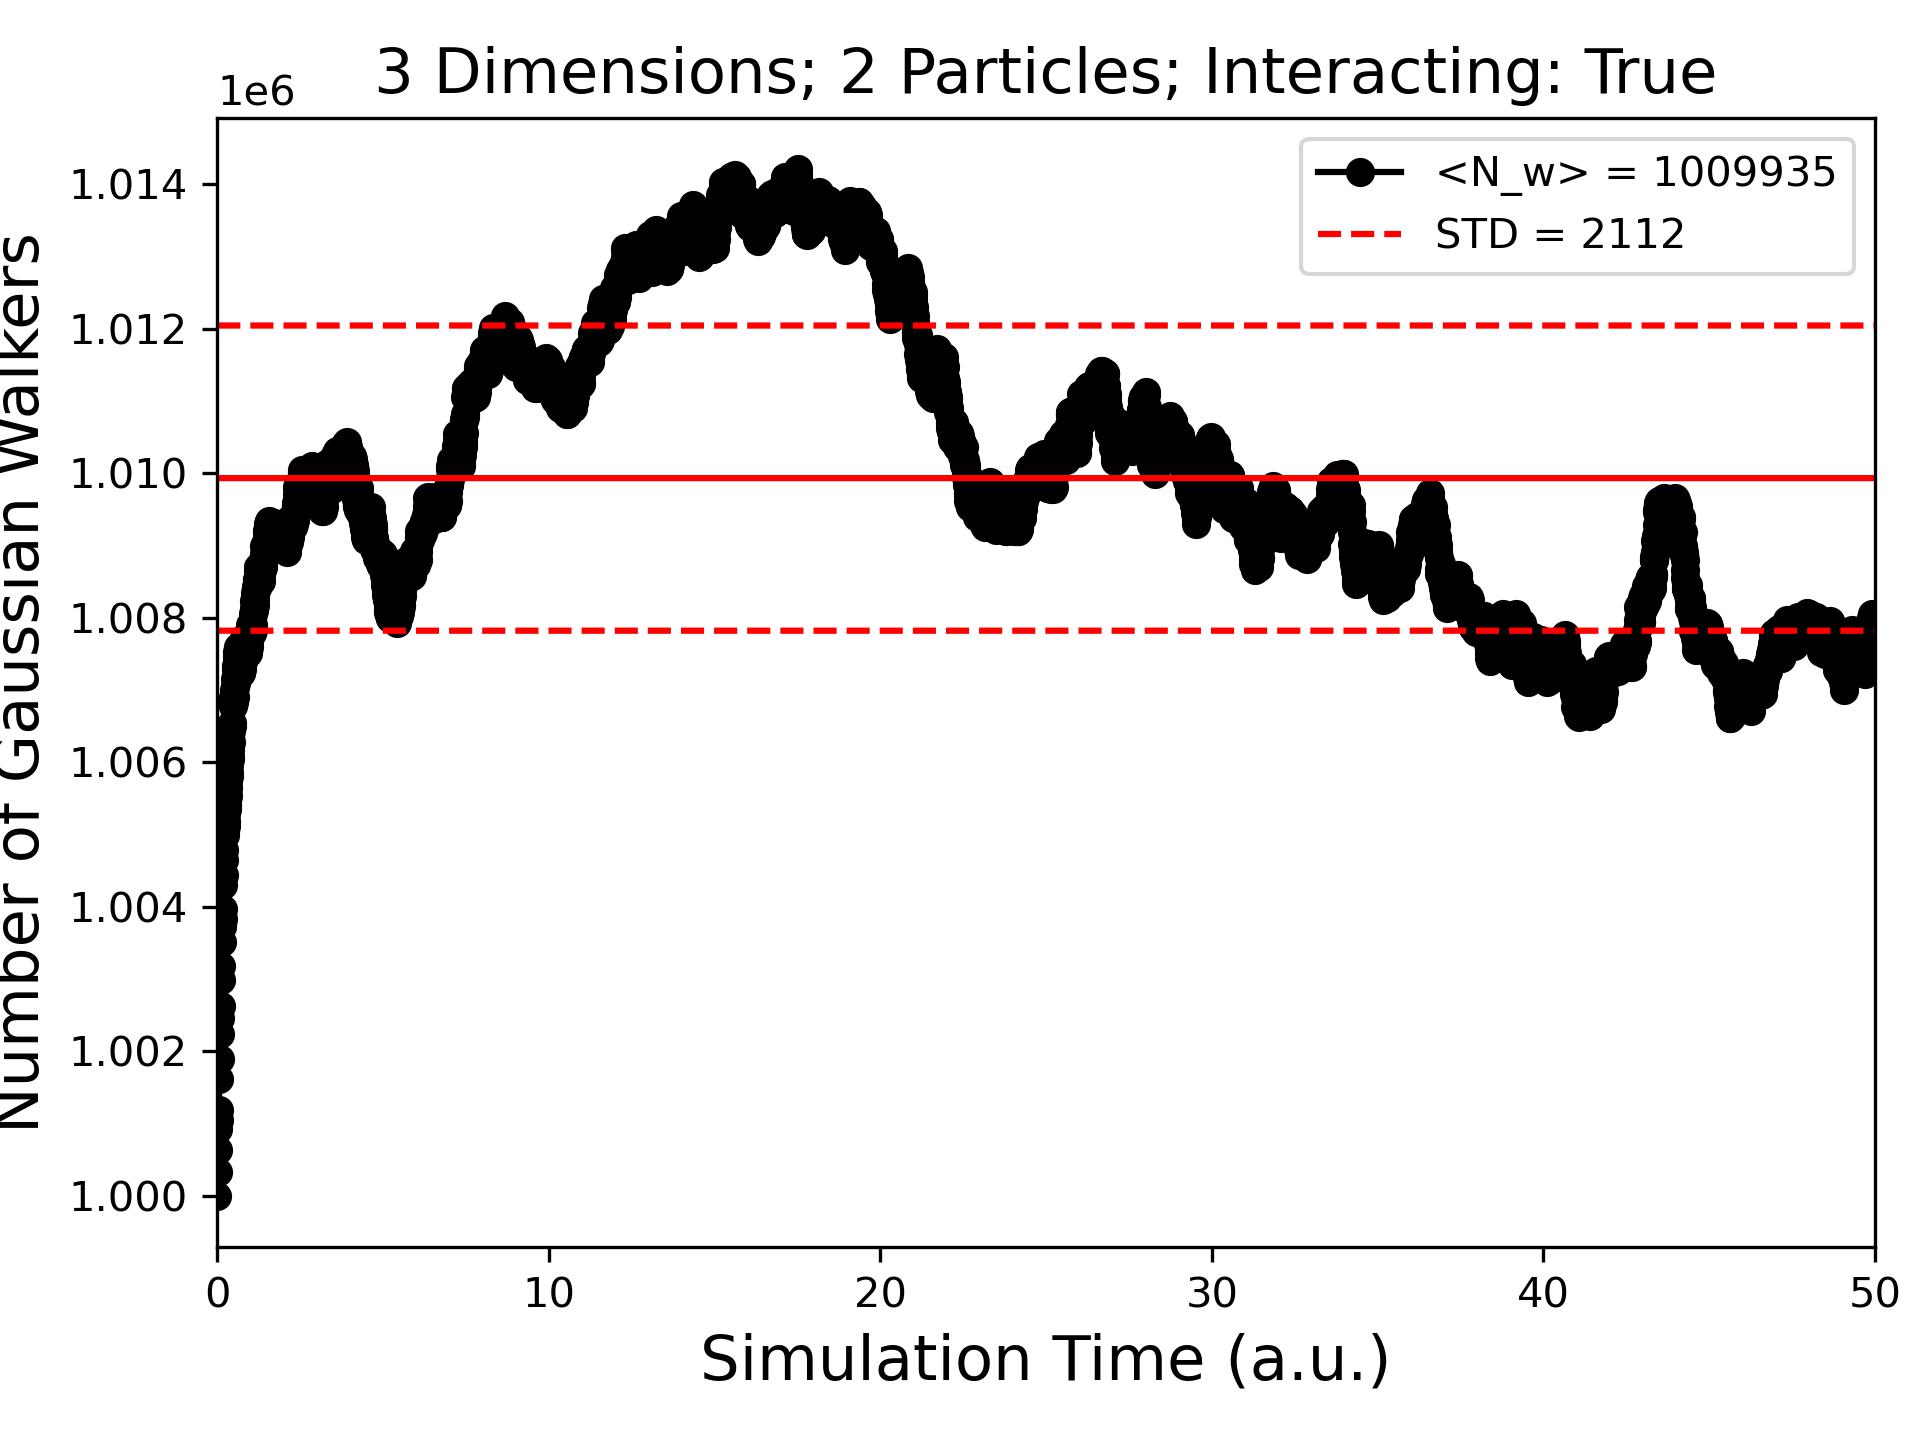 3 Dimensions; 2 Particles; Interacting: True
1e6
<N_w> = 1009935
STD = 2112
1.014
1.012
1.010
1.008
1.006
1.004
1.002
1.000
Number of Gaussian Walkers
0 10 20 30 40 50
Simulation Time (a.u.)